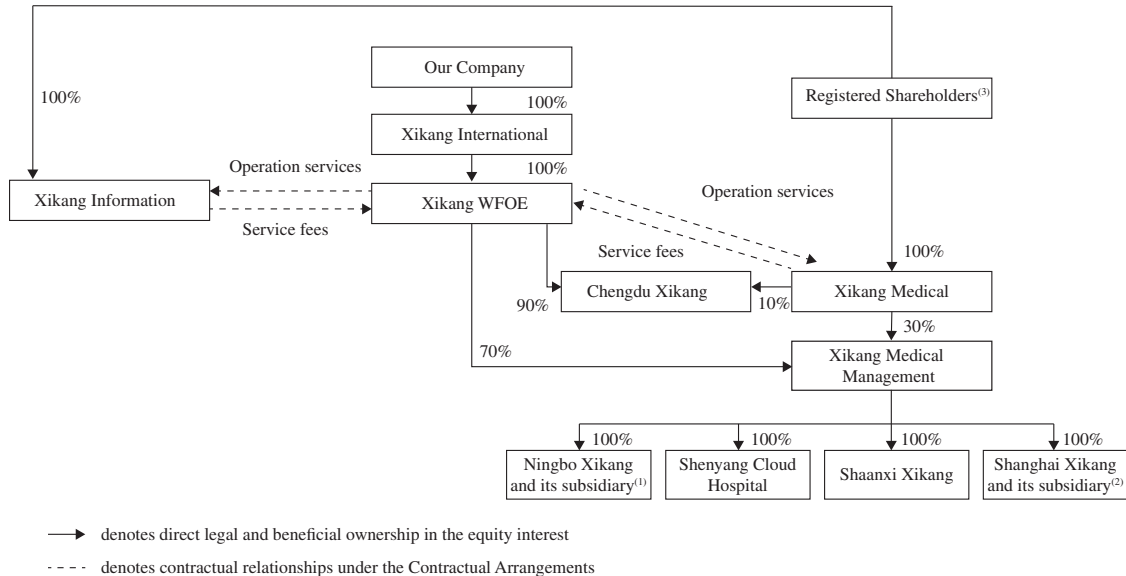 Our Company
Registered Shareholders(3)
100%
100%
Xikang International
100%
Operation services
Operation services
Xikang Information
Xikang WFOE
Service fees
Service fees
100%
Chengdu Xikang
Xikang Medical
90%
10%
30%
70%
Xikang Medical
Management
100%
100%
100%
100%
Ningbo Xikang
and its subsidiary(1)
Shenyang Cloud
Hospital
Shaanxi Xikang
Shanghai Xikang
and its subsidiary(2)
denotes direct legal and beneficial ownership in the equity interest
denotes contractual relationships under the Contractual Arrangements